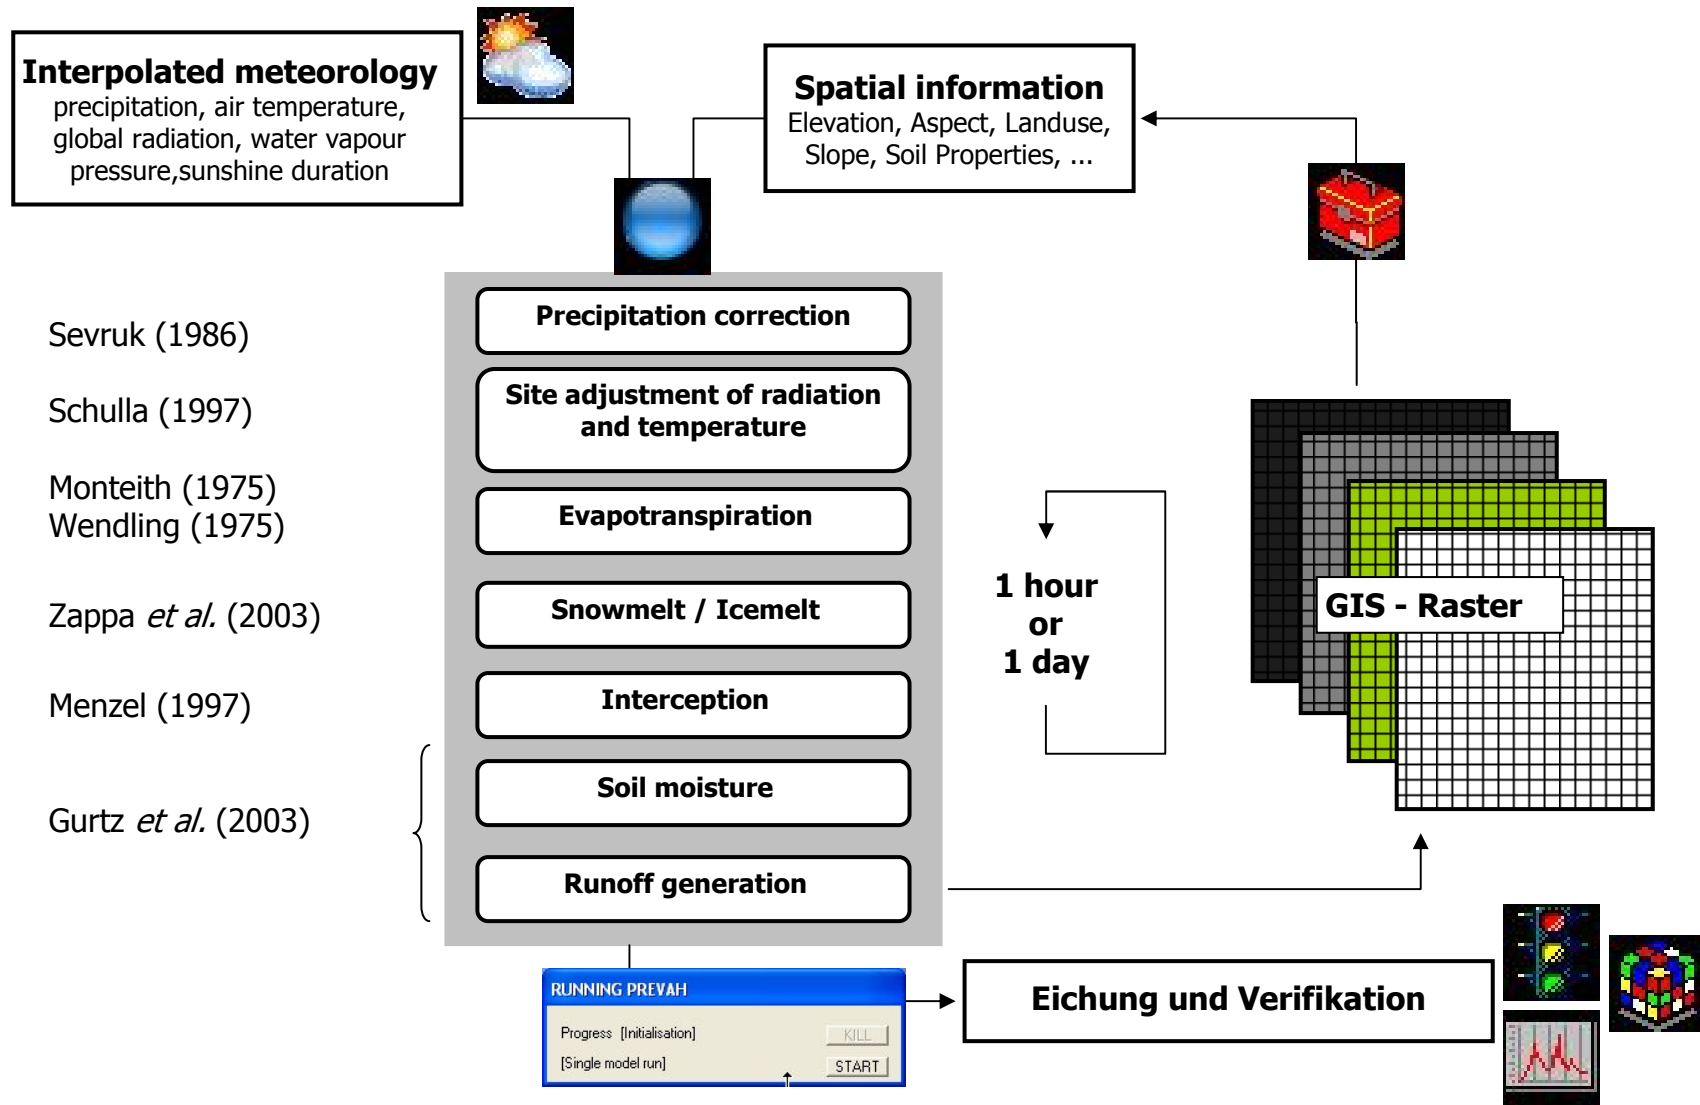 Interpolated meteorology
precipitation, air temperature,
global radiation, water vapour
pressure,sunshine duration
Spatial information
Elevation, Aspect, Landuse,
Slope, Soil Properties, ...
Sevruk (1986)
Precipitation correction
Schulla (1997)
Site adjustment of radiation
and temperature
Monteith (1975)
Wendling (1975)
Evapotranspiration
Zappa et al. (2003)
Snowmelt / Icemelt
Menzel (1997)
Interception
Gurtz et al. (2003)
Soil moisture
Runoff generation
1 hour
or
1 day
GIS - Raster
RUNNING PREVAH
Progress [Initialisation]
KILL
[Single model run]
START
Eichung und Verifikation